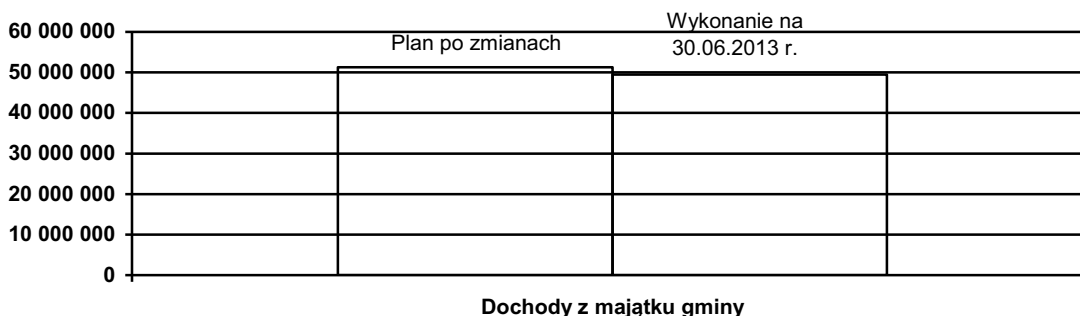 60 000 000
50 000 000
40 000 000
30 000 000
20 000 000
10 000 000
0
Plan po zmianach
Wykonanie na
30.06.2013 r.
Dochody z majątku gminy